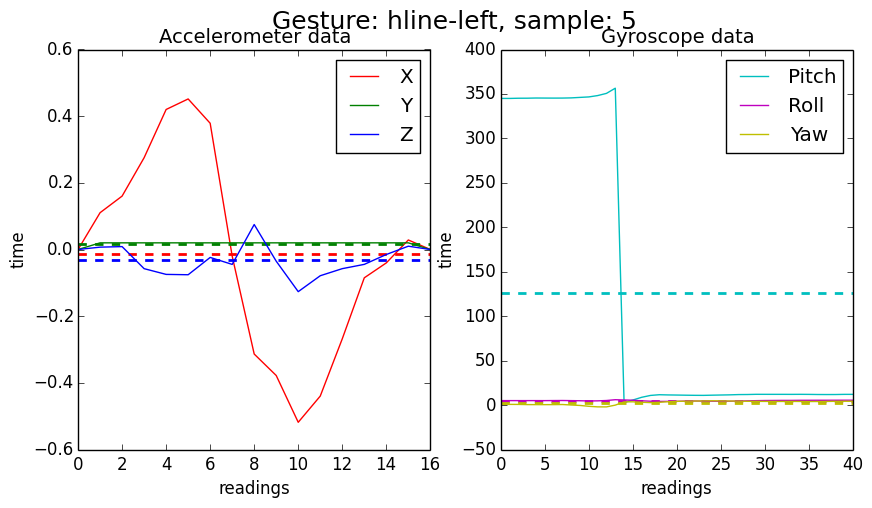 Gesture: hline-left, sample: 5
Accelerometer data
0.6
0.4
0.2
0.0
−0.2
−0.4
−0.6
time
0 2 4 6 8 10 12 14 16
readings
X
Y
Z
Gyroscope data
400
350
300
250
200
150
100
50
0
−50
time
0 5 10 15 20 25 30 35 40
readings
Pitch
Roll
Yaw